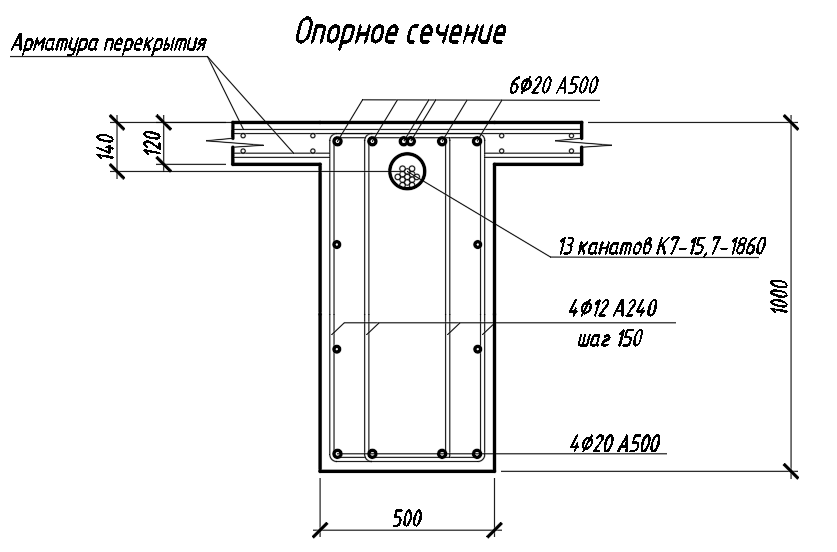 Опорное сечение
Арматура перекрытия
6Ф20 А500
140
120
13 канатов К7-15,7-1860
1000
4Ф12 А240
шаг 150
4Ф20 А500
500